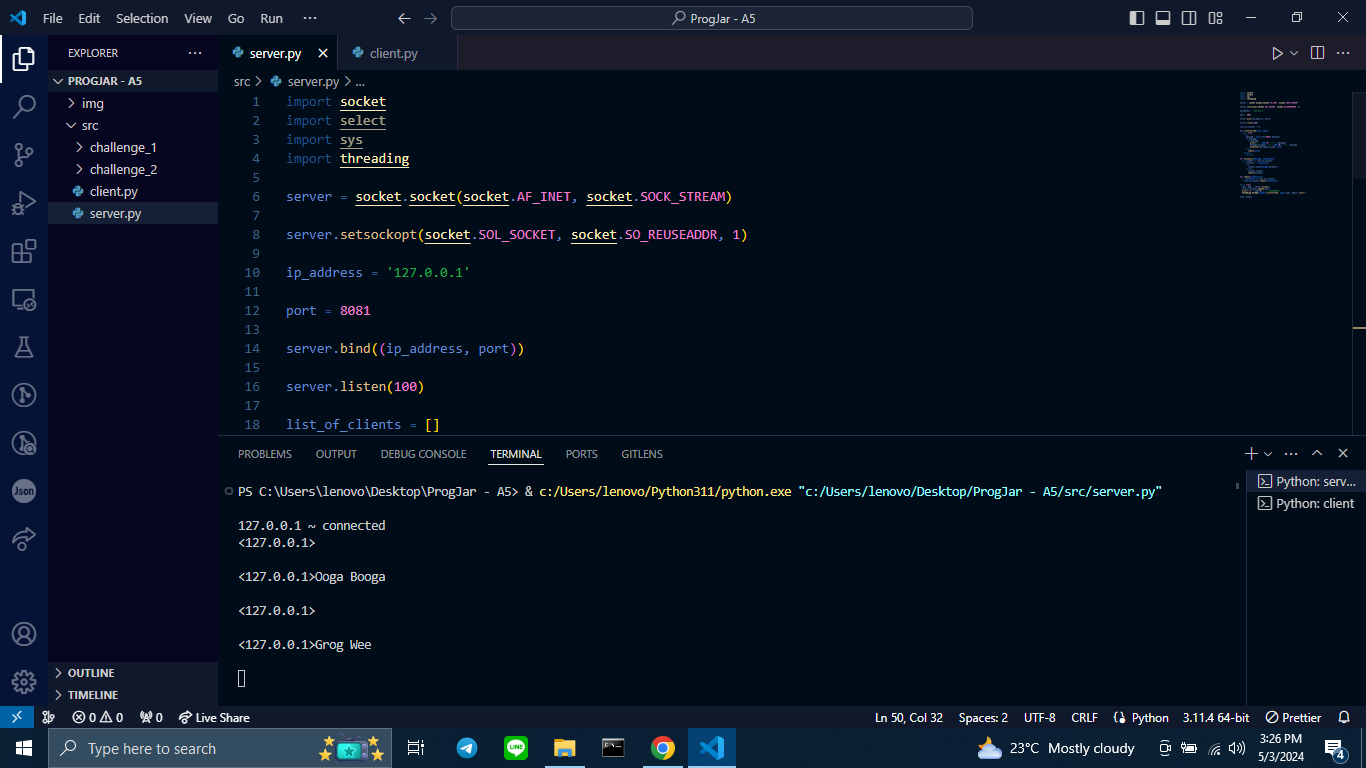 File Edit Selection View Go Run ··· ProgJar - A5
EXPLORER ···
PROGJAR - A5
img
src
challenge_1
challenge_2
client.py
server.py
OUTLINE
TIMELINE
Json
server.py client.py
src > server.py > ...
1 import socket
2 import select
3 import sys
4 import threading
5
6 server = socket.socket(socket.AF_INET, socket.SOCK_STREAM)
7
8 server.setsockopt(socket.SOL_SOCKET, socket.SO_REUSEADDR, 1)
9
10 ip_address = '127.0.0.1'
11
12 port = 8081
13
14 server.bind((ip_address, port))
15
16 server.listen(100)
17
18 list_of_clients = []
PROBLEMS OUTPUT DEBUG CONSOLE TERMINAL PORTS GITLENS
PS C:\Users\lenovo\Desktop\ProgJar - A5> & c:/Users/lenovo/Python311/python.exe "c:/Users/lenovo/Desktop/ProgJar - A5/src/server.py"
127.0.0.1 ~ connected
<127.0.0.1>
<127.0.0.1>Ooga Booga
<127.0.0.1>
<127.0.0.1>Grog Wee
Python: serv...
Python: client
0 0 0 Live Share Ln 50, Col 32 Spaces: 2 UTF-8 CRLF Python 3.11.4 64-bit Prettier
Type here to search 23°C Mostly cloudy 3:26 PM
5/3/2024 4